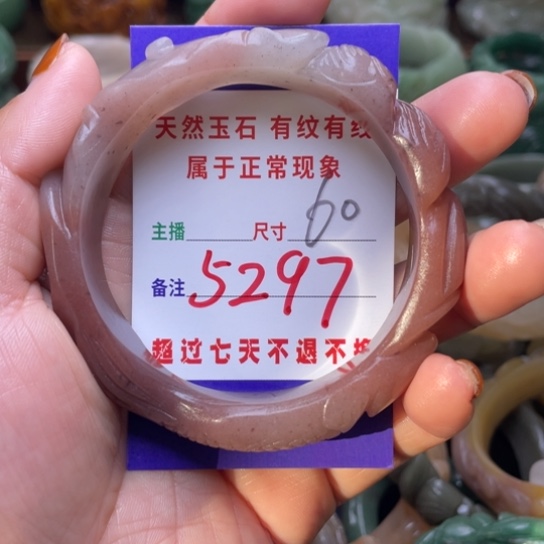 天然玉石 有纹有线
属于正常现象
主播 尺寸 60
备注 5297
超过七天不退不换